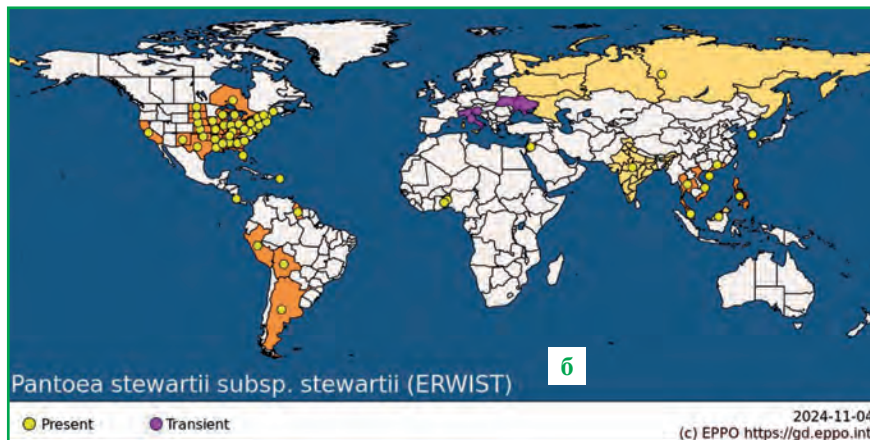 б
Pantoea stewartii subsp. stewartii (ERWIST)
Present
Transient
2024-11-04
(c) EPPO https://gd.eppo.int